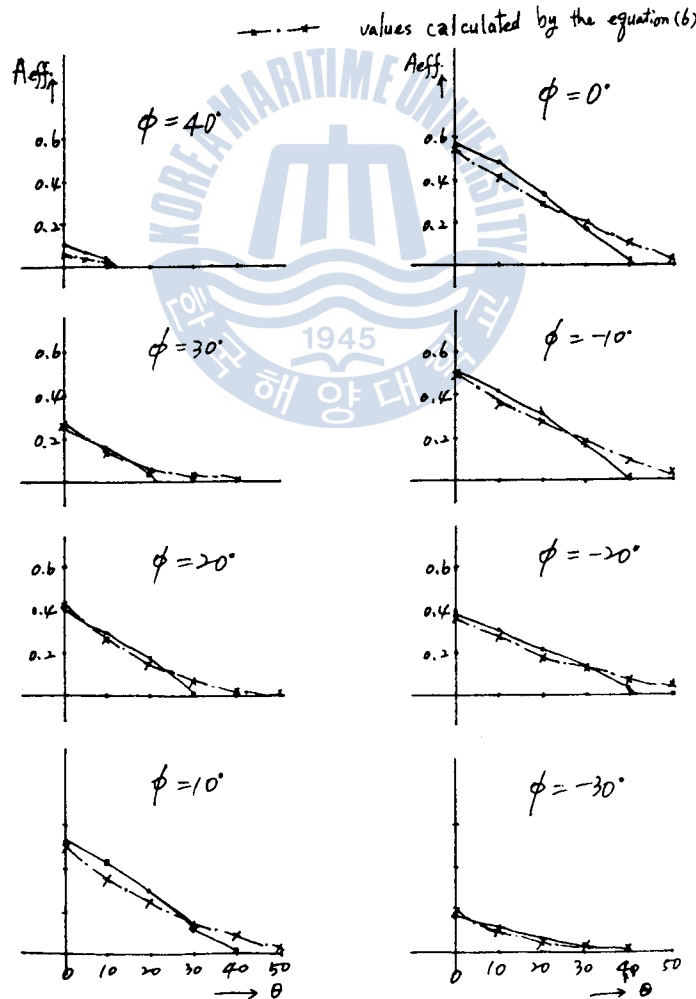 values calculated by the equation (6)
Aeff.
ϕ = 40°
0.6
0.4
0.2
Aeff.
ϕ = 0°
0.6
0.4
0.2
ϕ = 30°
0.6
0.4
0.2
ϕ = -10°
0.6
0.4
0.2
ϕ = 20°
0.6
0.4
0.2
ϕ = -20°
0.6
0.4
0.2
ϕ = 10°
0 10 20 30 40 50
→ θ
ϕ = -30°
0 10 20 30 40 50
→ θ
KOREA MARITIME UNIVERSITY
1945
한국해양대학교